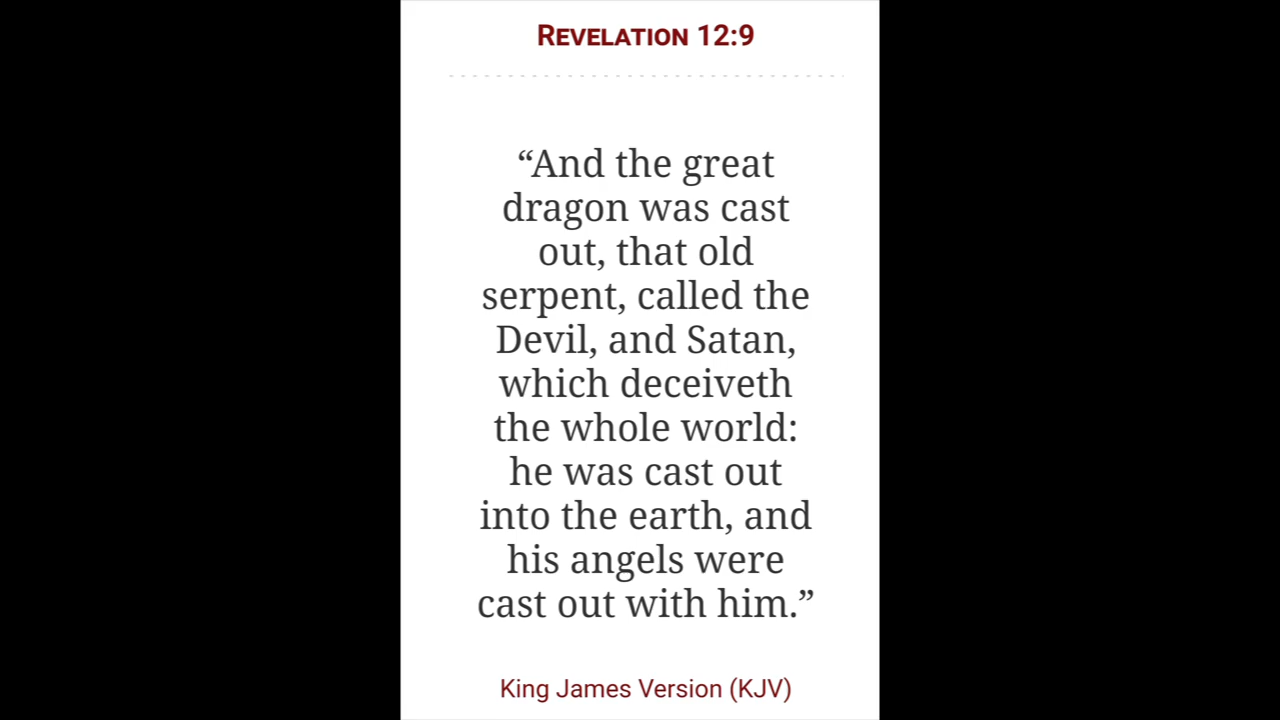 REVELATION 12:9
“And the great
dragon was cast
out, that old
serpent, called the
Devil, and Satan,
which deceiveth
the whole world:
he was cast out
into the earth, and
his angels were
cast out with him.”
King James Version (KJV)